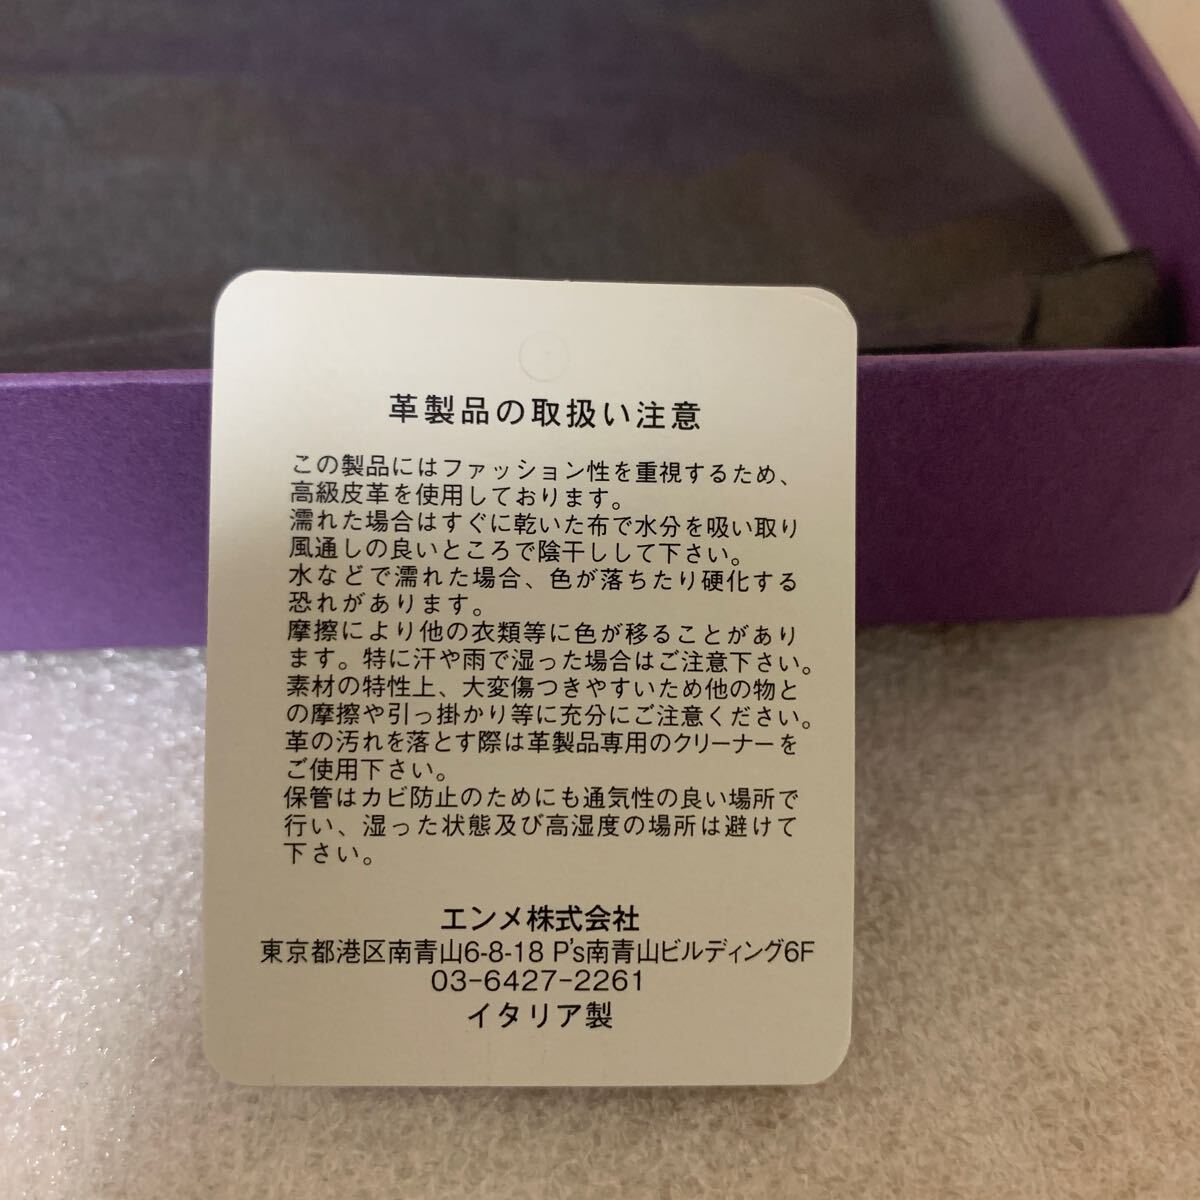 革製品の取扱い注意
この製品にはファッション性を重視するため、
高級皮革を使用しております。
濡れた場合はすぐに乾いた布で水分を吸い取り
風通しの良いところで陰干しして下さい。
水などで濡れた場合、色が落ちたり硬化する
恐れがあります。
摩擦により他の衣類等に色が移ることがあり
ます。特に汗や雨で湿った場合はご注意下さい。
素材の特性上、大変傷つきやすいため他の物と
の摩擦や引っ掛かり等に充分にご注意ください。
革の汚れを落とす際は革製品専用のクリーナーを
ご使用下さい。
保管はカビ防止のためにも通気性の良い場所で
行い、湿った状態及び高湿度の場所は避けて
下さい。
エンメ株式会社
東京都港区南青山6-8-18 P's南青山ビルディング6F
03-6427-2261
イタリア製